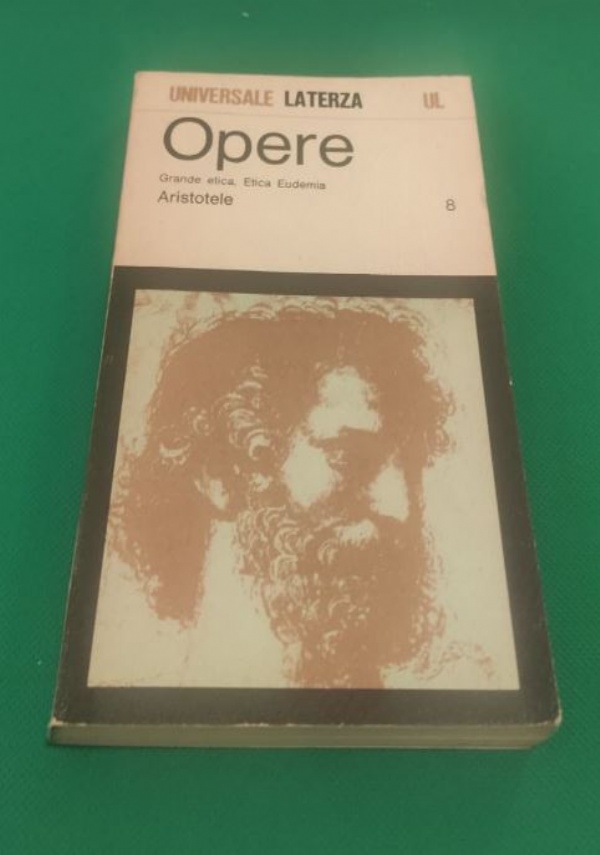 UNIVERSALE LATERZA UL
Opere
Grande etica, Etica Eudemia
Aristotele 8